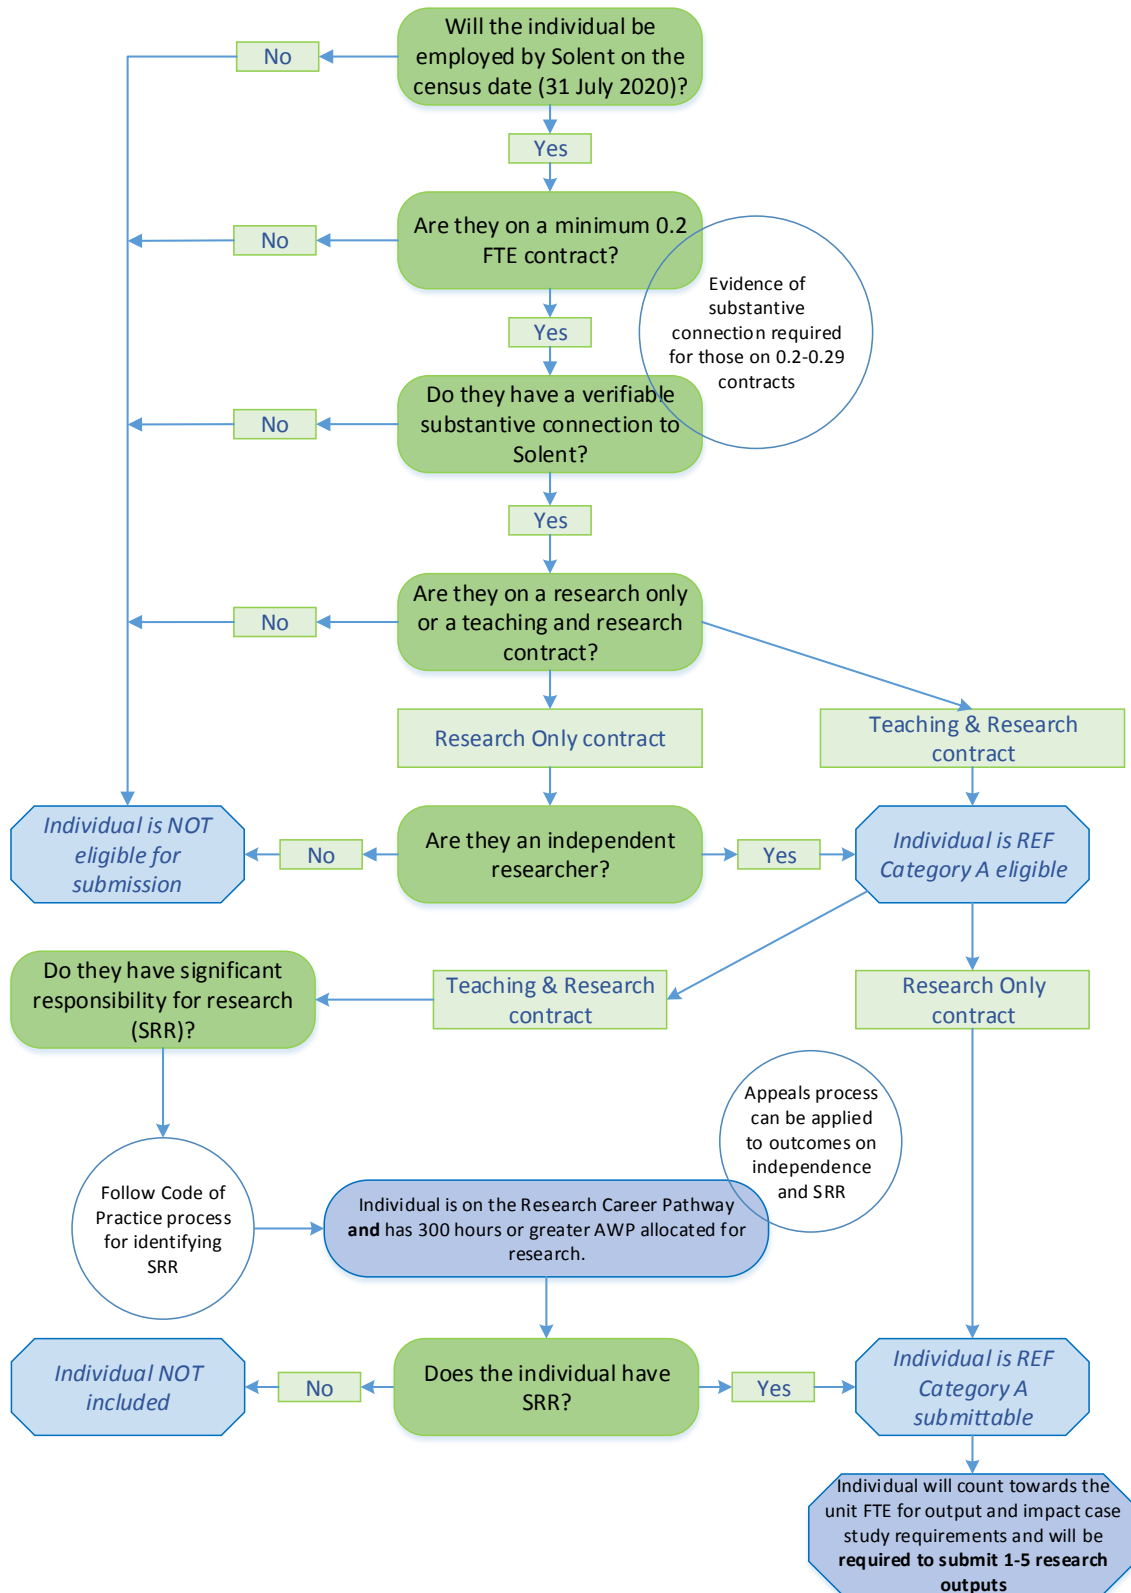 Will the individual be
employed by Solent on the
census date (31 July 2020)?
No
Yes
Are they on a minimum 0.2
FTE contract?
No
Evidence of
substantive
connection required
for those on 0.2-0.29
contracts
Yes
Do they have a verifiable
substantive connection to
Solent?
No
Yes
Are they on a research only
or a teaching and research
contract?
No
Research Only contract
Teaching & Research
contract
Individual is NOT
eligible for
submission
No
Are they an independent
researcher?
Yes
Individual is REF
Category A eligible
Do they have significant
responsibility for research
(SRR)?
Teaching & Research
contract
Research Only
contract
Appeals process
can be applied
to outcomes on
independence
and SRR
Follow Code of
Practice process
for identifying
SRR
Individual is on the Research Career Pathway
and has 300 hours or greater AWP allocated for
research.
Individual NOT
included
No
Does the individual have
SRR?
Yes
Individual is REF
Category A
submittable
Individual will count towards the
unit FTE for output and impact case
study requirements and will be
required to submit 1-5 research
outputs